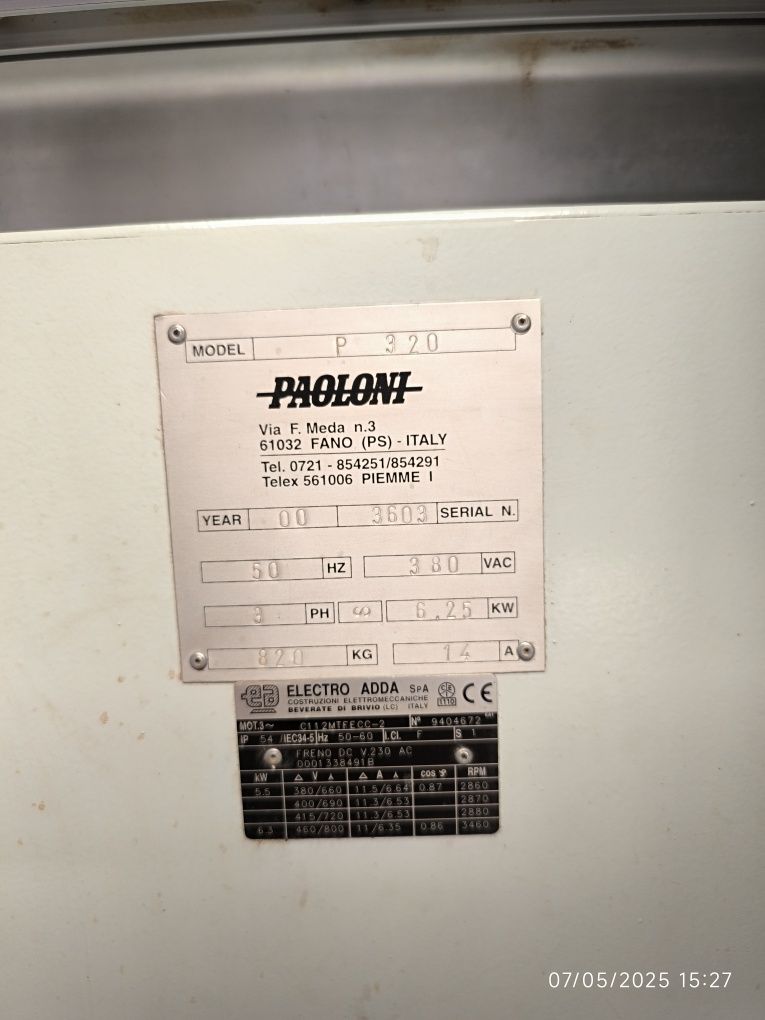 MODEL P 320
PAOLONI
Via F. Meda n.3
61032 FANO (PS) - ITALY
Tel. 0721 - 854251/854291
Telex 561006 PIEMME I
YEAR 00 3603 SERIAL N.
50 HZ 380 VAC
3 PH ∞ 6.25 KW
820 KG 14 A
ea ELECTRO ADDA SPA CE
COSTRUZIONI ELETTROMECCANICHE
BEVERATE DI BRIVIO (LC) ITALY
MOT.3~ C112MTFECC-2 N° 9404672
IP 54 /IEC34-5 Hz 50-60 I.CL F S 1
FRENO DC V.230 AC
0001338491B
kW △ V ⅄ △ A ⅄ cos φ RPM
5.5 380/660 11.5/6.64 0.87 2860
400/690 11.3/6.53 2870
415/720 11.3/6.53 2880
6.3 460/800 11/6.35 0.86 3460
07/05/2025 15:27